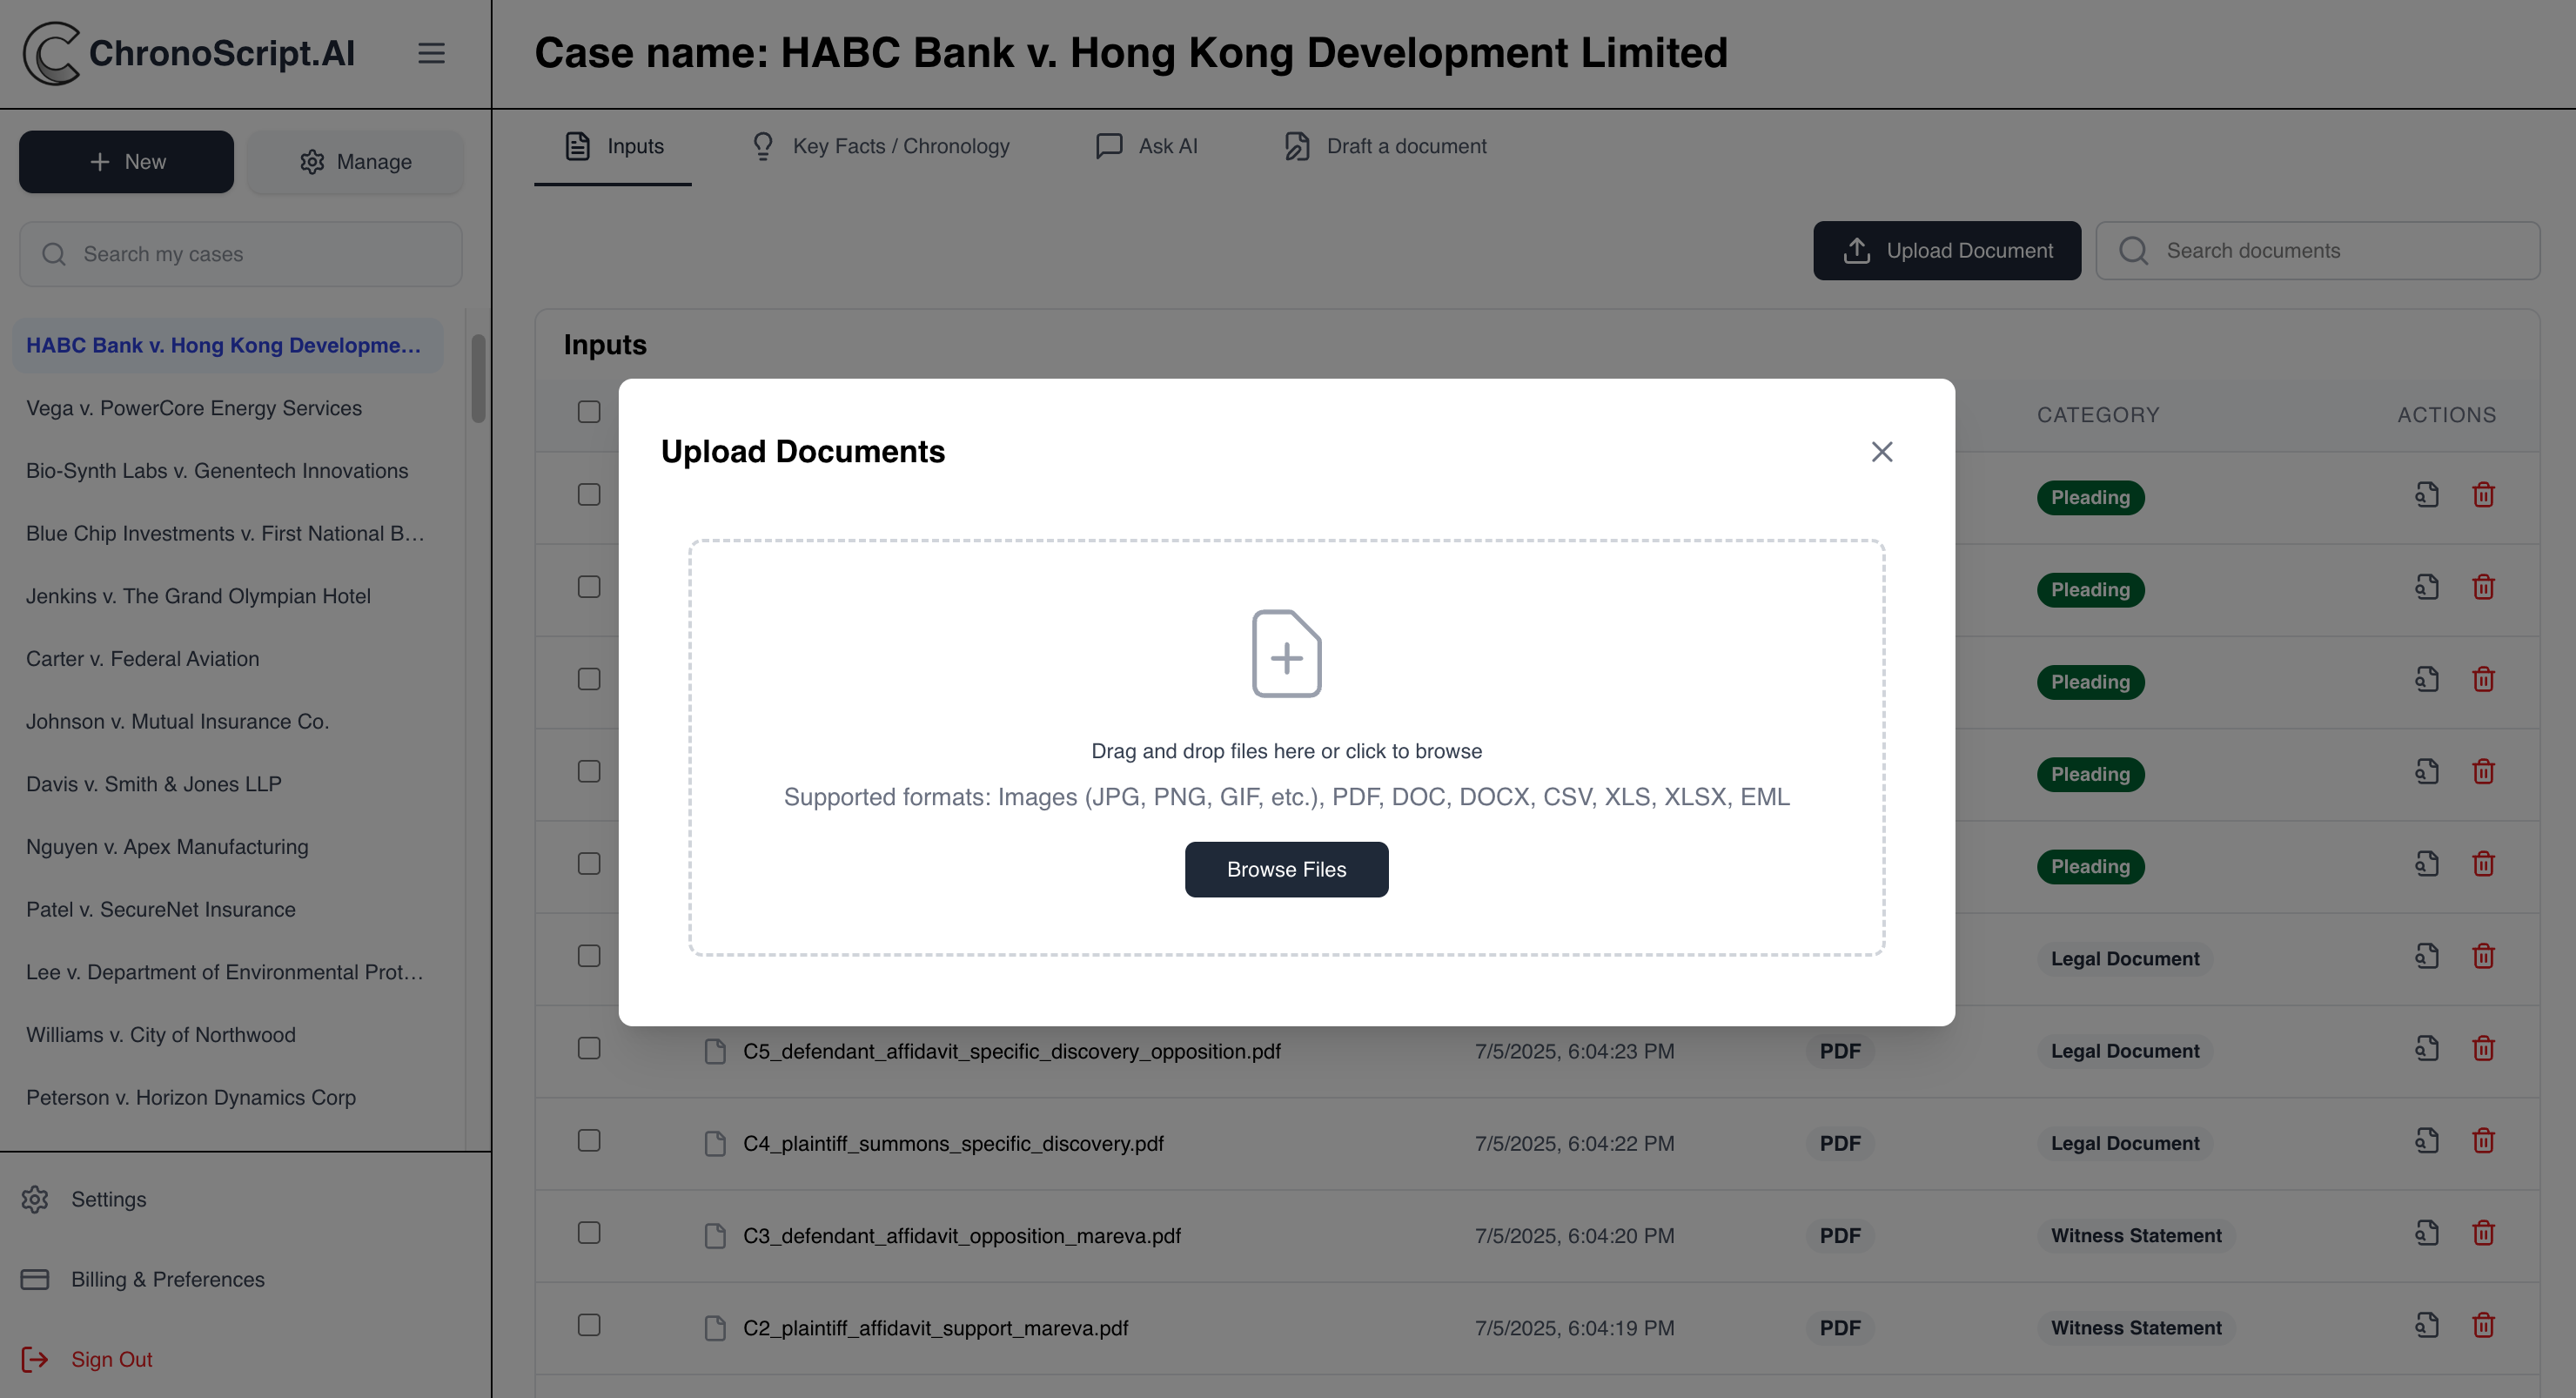 ChronoScript.AI
Case name: HABC Bank v. Hong Kong Development Limited
New
Manage
Search my cases
HABC Bank v. Hong Kong Developme...
Vega v. PowerCore Energy Services
Bio-Synth Labs v. Genentech Innovations
Blue Chip Investments v. First National B...
Jenkins v. The Grand Olympian Hotel
Carter v. Federal Aviation
Johnson v. Mutual Insurance Co.
Davis v. Smith & Jones LLP
Nguyen v. Apex Manufacturing
Patel v. SecureNet Insurance
Lee v. Department of Environmental Prot...
Williams v. City of Northwood
Peterson v. Horizon Dynamics Corp
Settings
Billing & Preferences
Sign Out
Inputs
Key Facts / Chronology
Ask AI
Draft a document
Upload Document
Search documents
Inputs
CATEGORY ACTIONS
Pleading
Pleading
Pleading
Pleading
Pleading
Legal Document
Upload Documents
Drag and drop files here or click to browse
Supported formats: Images (JPG, PNG, GIF, etc.), PDF, DOC, DOCX, CSV, XLS, XLSX, EML
Browse Files
C5_defendant_affidavit_specific_discovery_opposition.pdf 7/5/2025, 6:04:23 PM PDF Legal Document
C4_plaintiff_summons_specific_discovery.pdf 7/5/2025, 6:04:22 PM PDF Legal Document
C3_defendant_affidavit_opposition_mareva.pdf 7/5/2025, 6:04:20 PM PDF Witness Statement
C2_plaintiff_affidavit_support_mareva.pdf 7/5/2025, 6:04:19 PM PDF Witness Statement